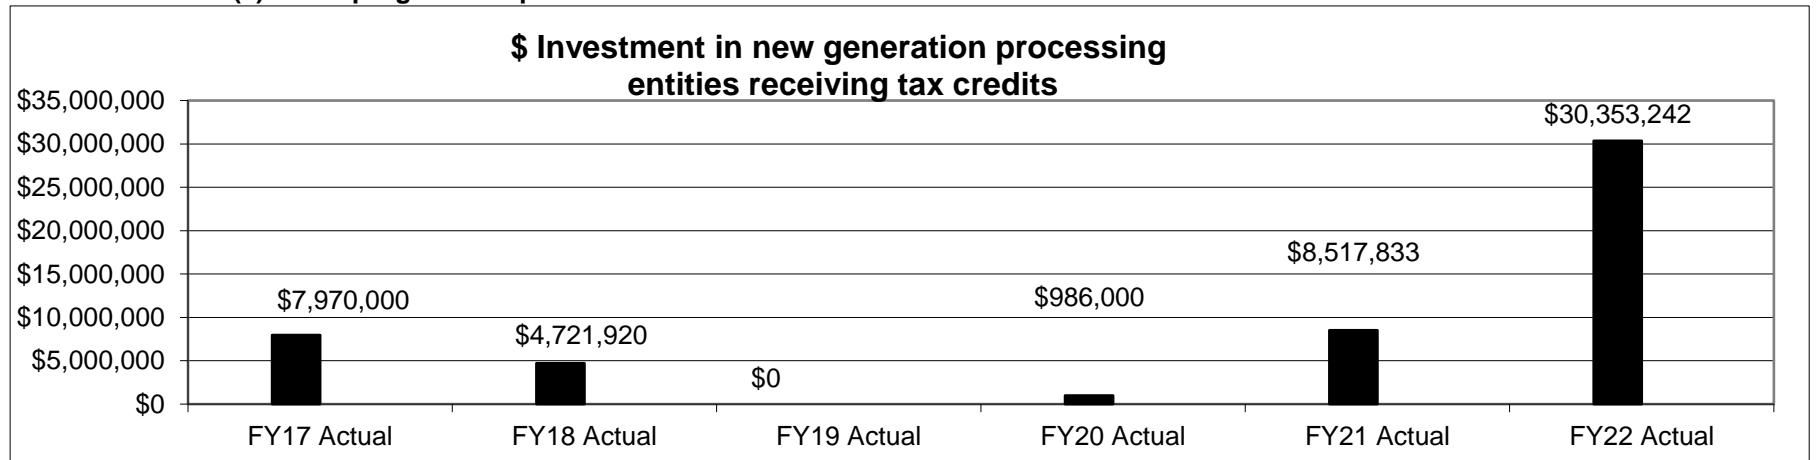 $ Investment in new generation processing
entities receiving tax credits
$35,000,000
$30,000,000
$25,000,000
$20,000,000
$15,000,000
$10,000,000
$5,000,000
$0
$7,970,000
$4,721,920
$0
$986,000
$8,517,833
$30,353,242
FY17 Actual
FY18 Actual
FY19 Actual
FY20 Actual
FY21 Actual
FY22 Actual